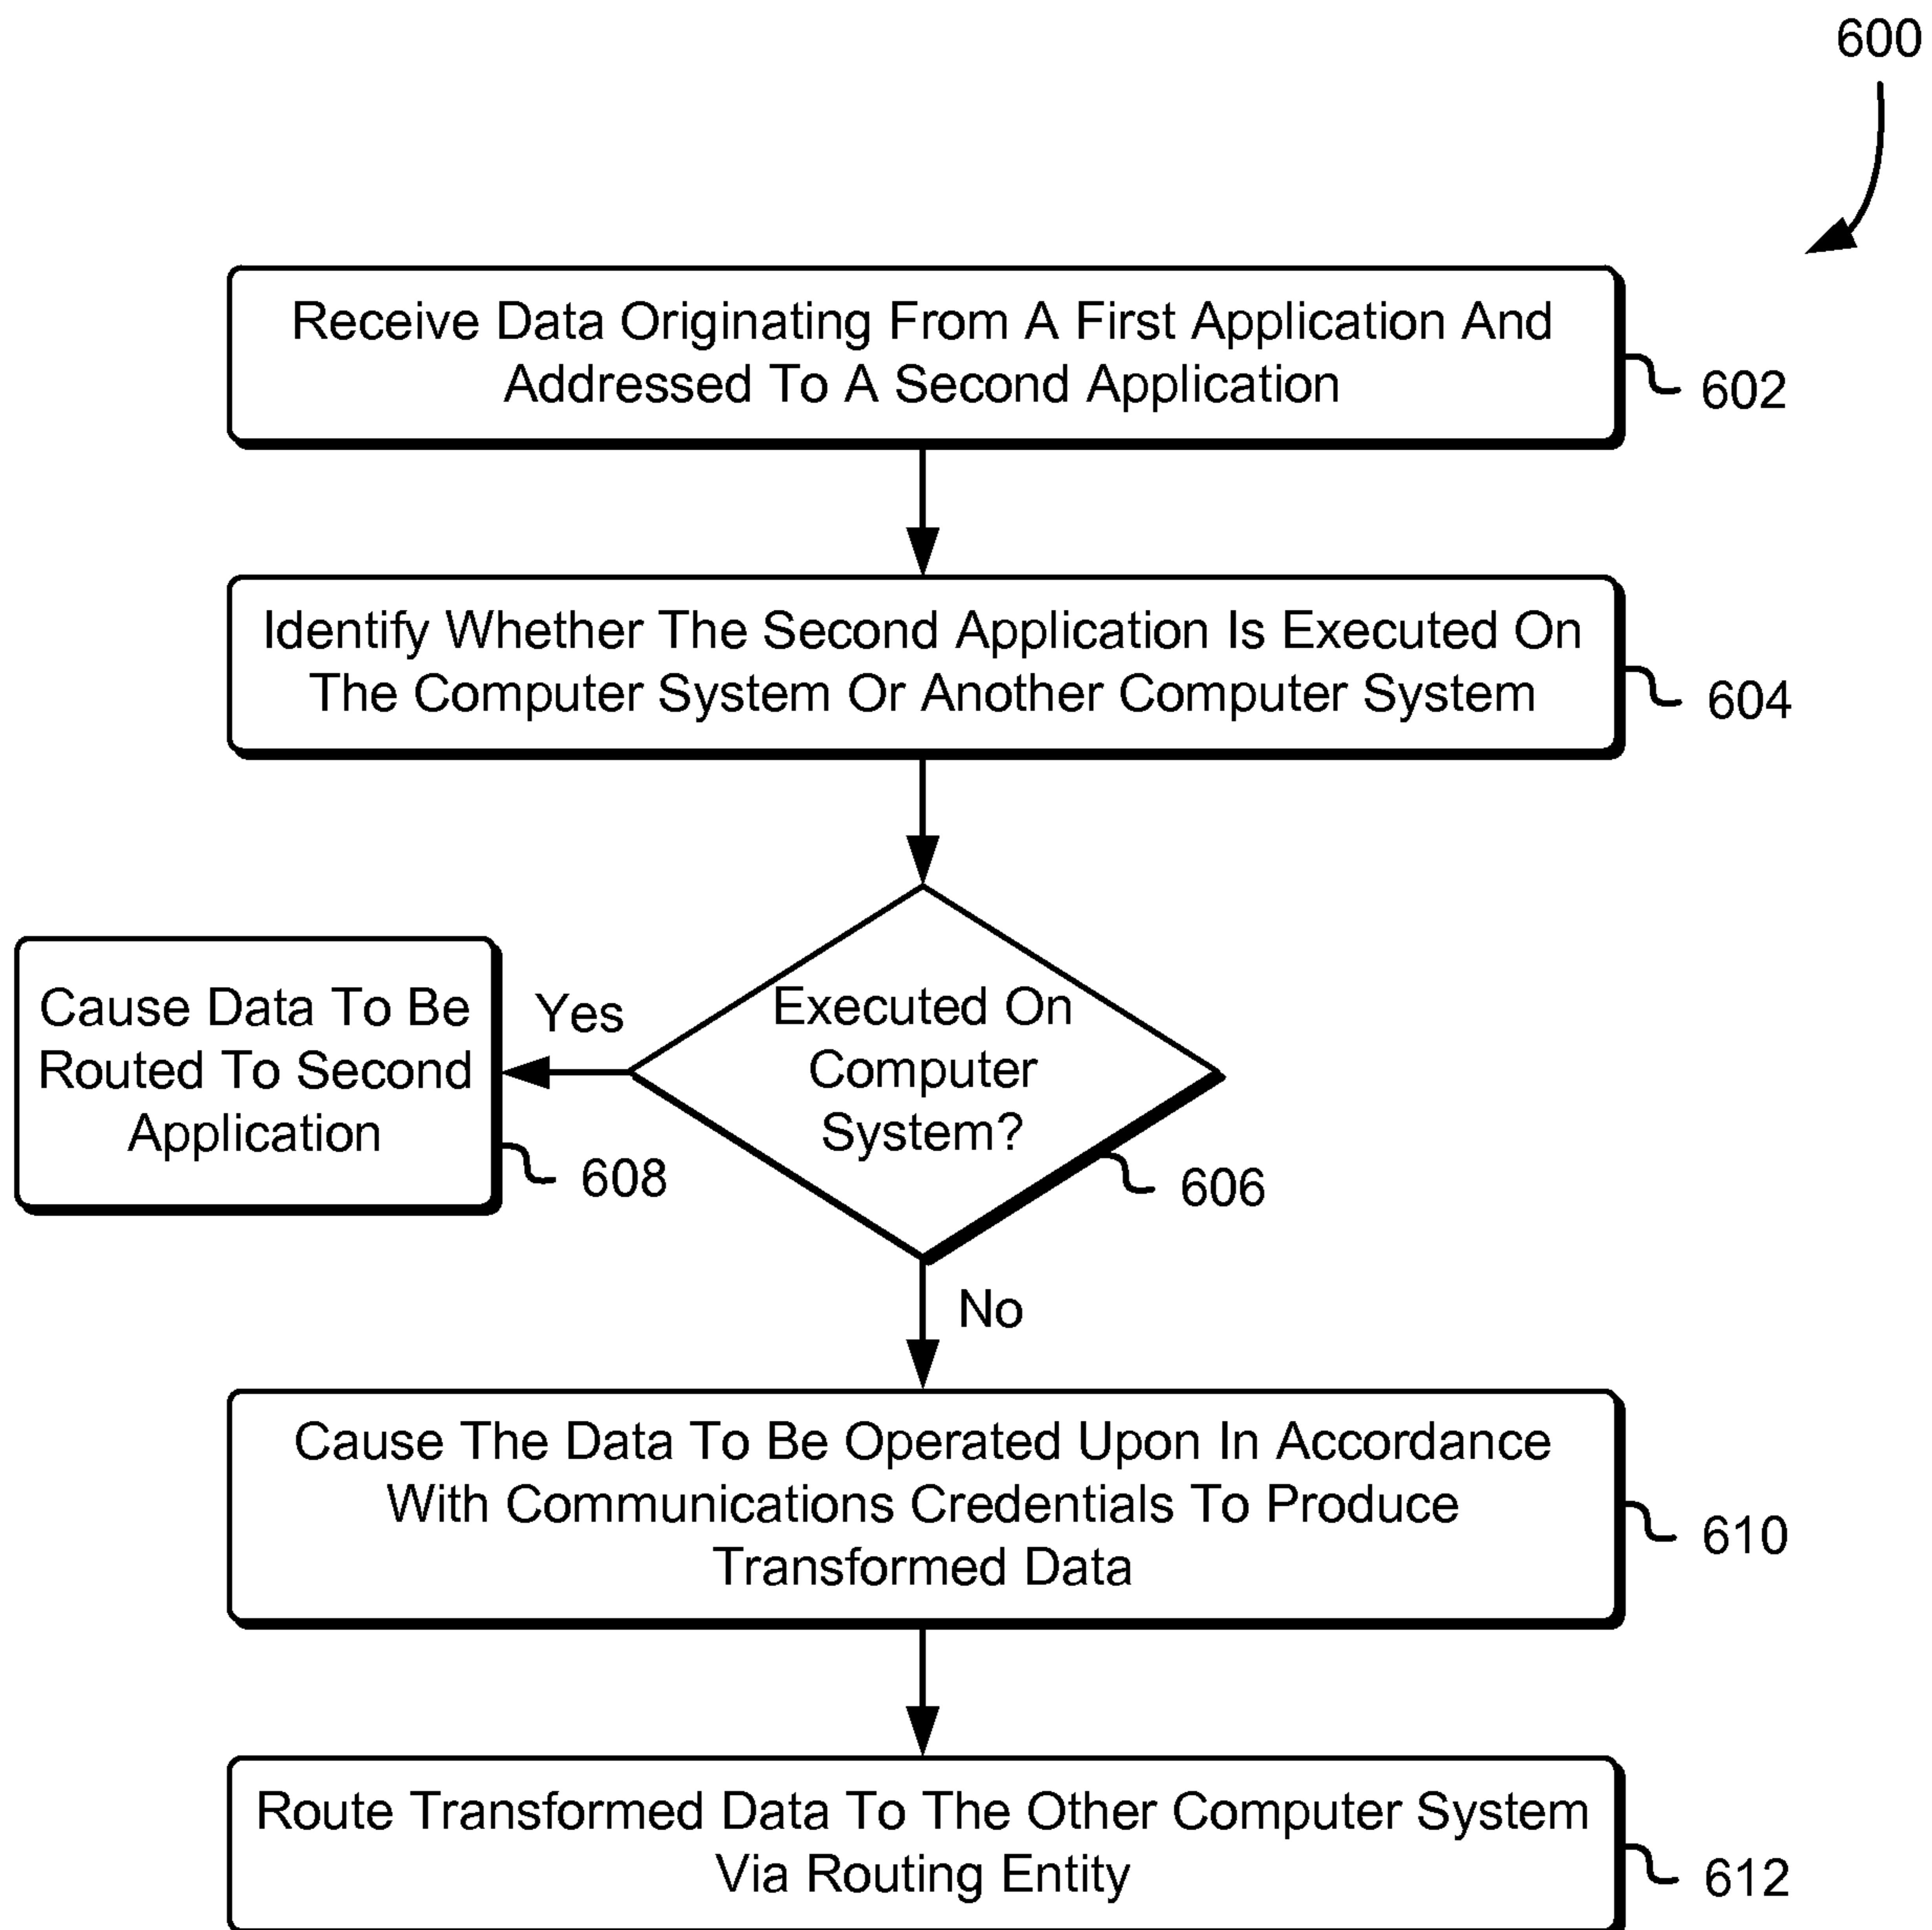 600
Receive Data Originating From A First Application And
Addressed To A Second Application
602
Identify Whether The Second Application Is Executed On
The Computer System Or Another Computer System
604
Executed On
Computer
System?
606
Yes
Cause Data To Be
Routed To Second
Application
608
No
Cause The Data To Be Operated Upon In Accordance
With Communications Credentials To Produce
Transformed Data
610
Route Transformed Data To The Other Computer System
Via Routing Entity
612